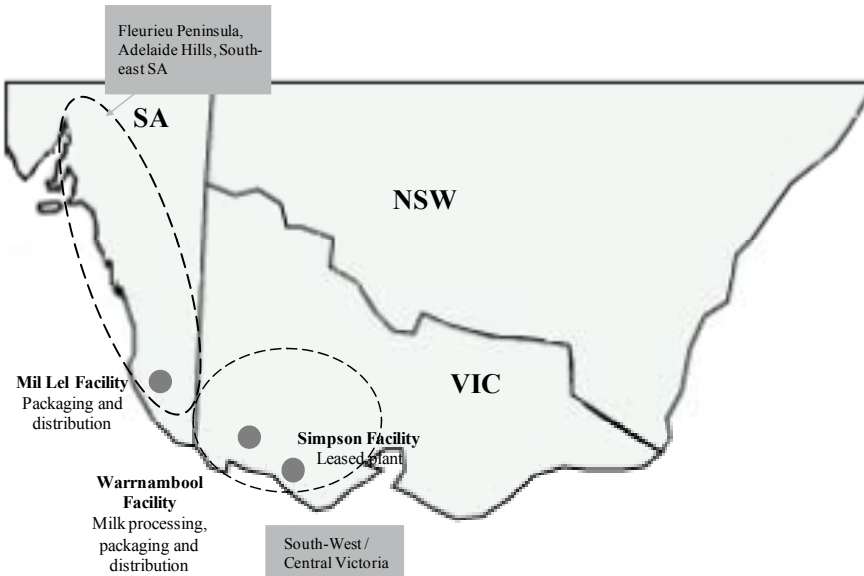 Fleurieu Peninsula,
Adelaide Hills, South-
east SA
SA
NSW
VIC
Mil Lel Facility
Packaging and
distribution
Simpson Facility
Leased plant
Warrnambool
Facility
Milk processing,
packaging and
distribution
South-West /
Central Victoria